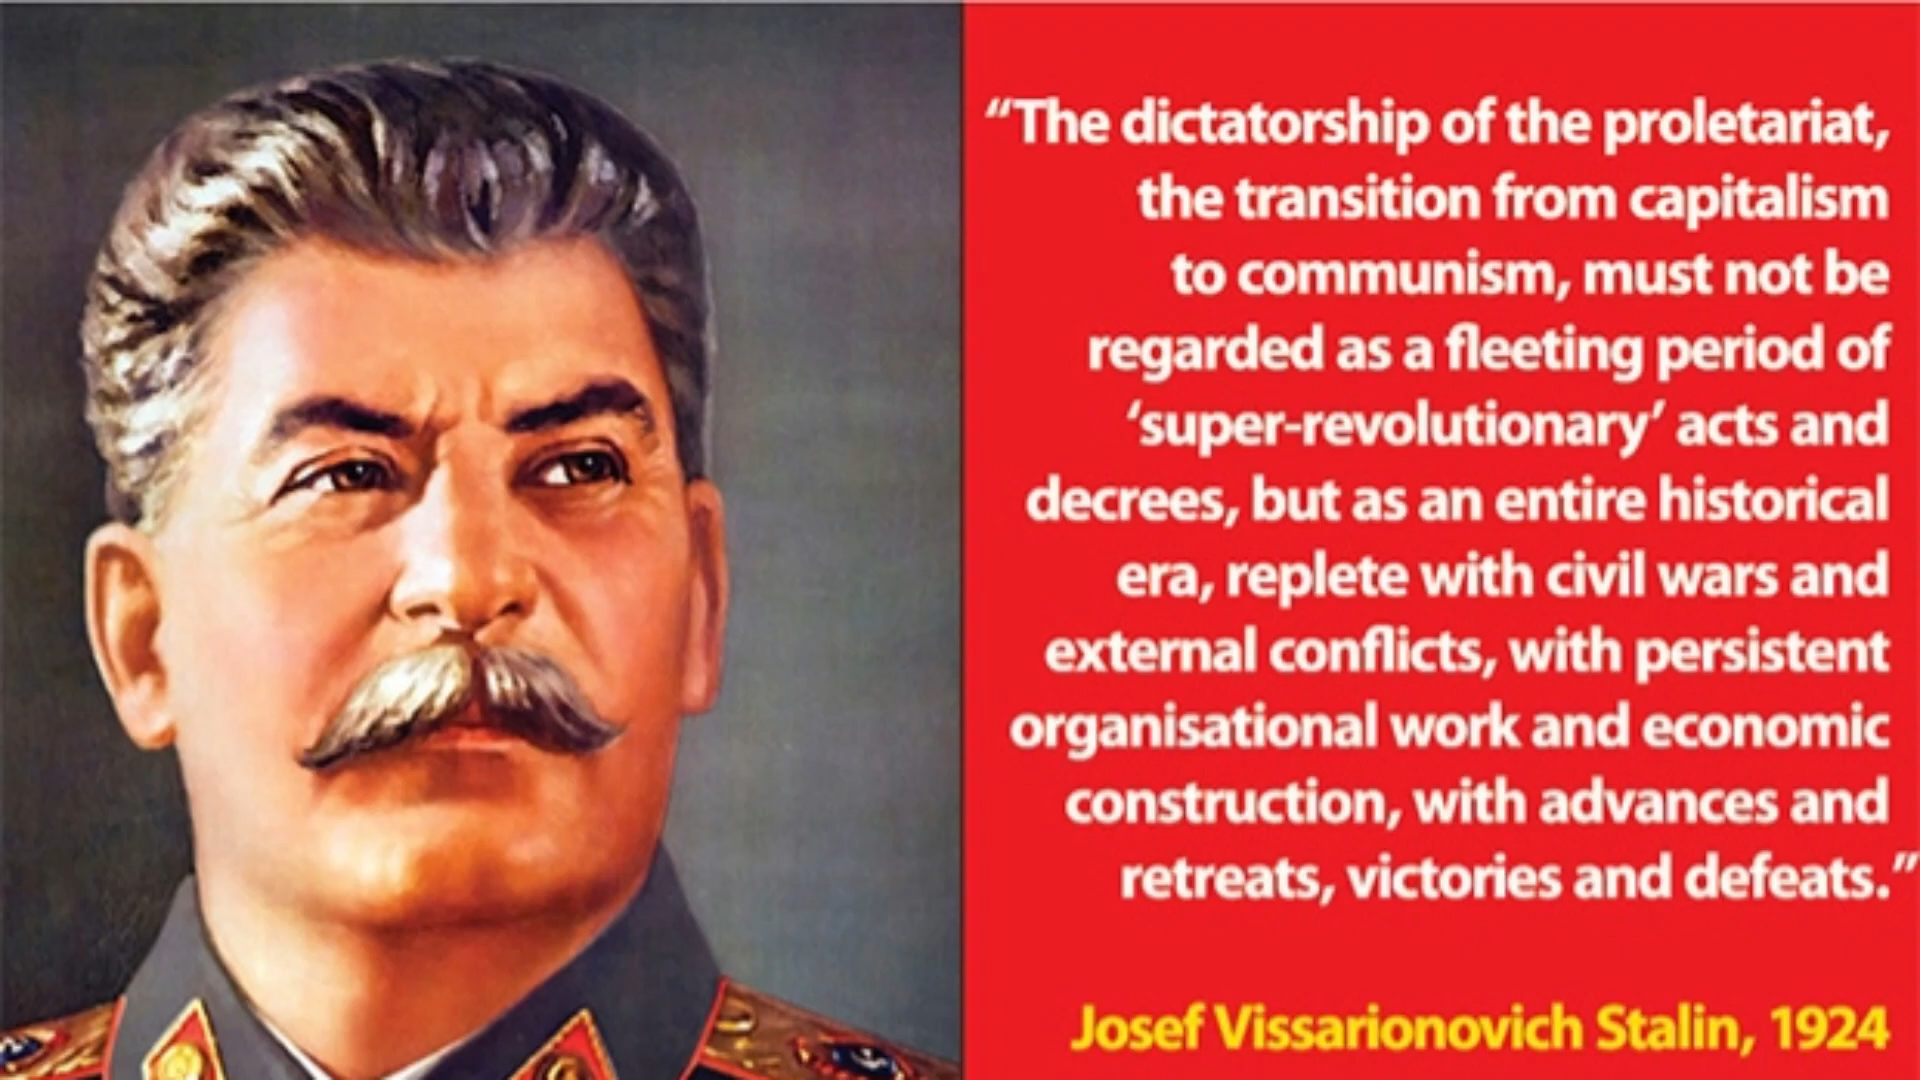 “The dictatorship of the proletariat,
the transition from capitalism
to communism, must not be
regarded as a fleeting period of
‘super-revolutionary’ acts and
decrees, but as an entire historical
era, replete with civil wars and
external conflicts, with persistent
organisational work and economic
construction, with advances and
retreats, victories and defeats.”
Josef Vissarionovich Stalin, 1924